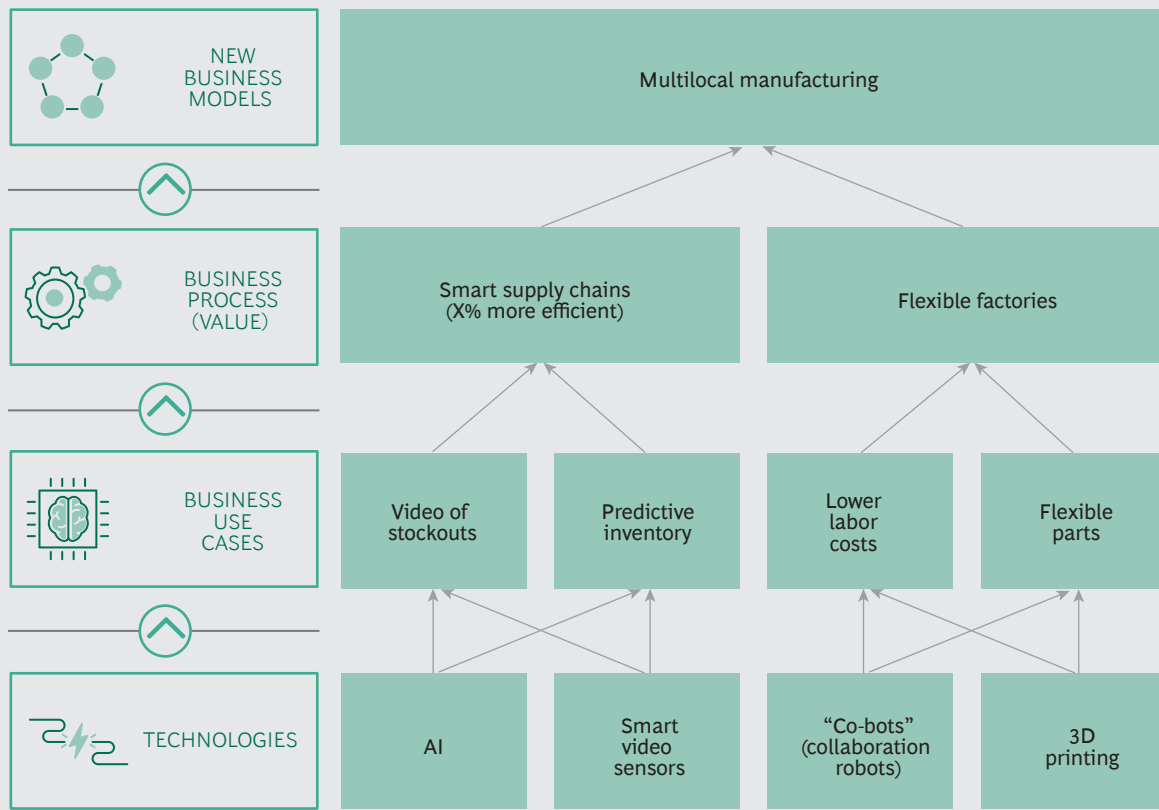 NEW
BUSINESS
MODELS
Multilocal manufacturing
BUSINESS
PROCESS
(VALUE)
Smart supply chains
(X% more efficient)
Flexible factories
BUSINESS
USE
CASES
Video of
stockouts
Predictive
inventory
Lower
labor
costs
Flexible
parts
TECHNOLOGIES
AI
Smart
video
sensors
“Co-bots”
(collaboration
robots)
3D
printing